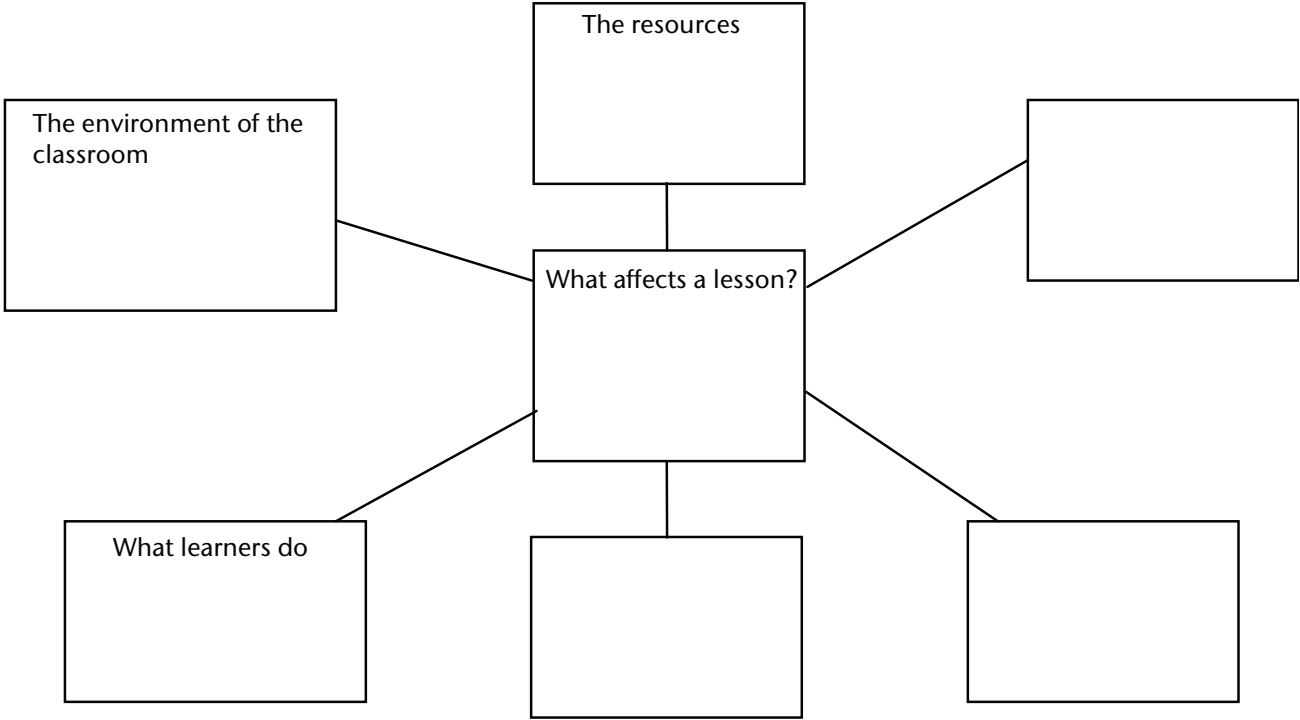 The resources
The environment of the
classroom
What affects a lesson?
What learners do